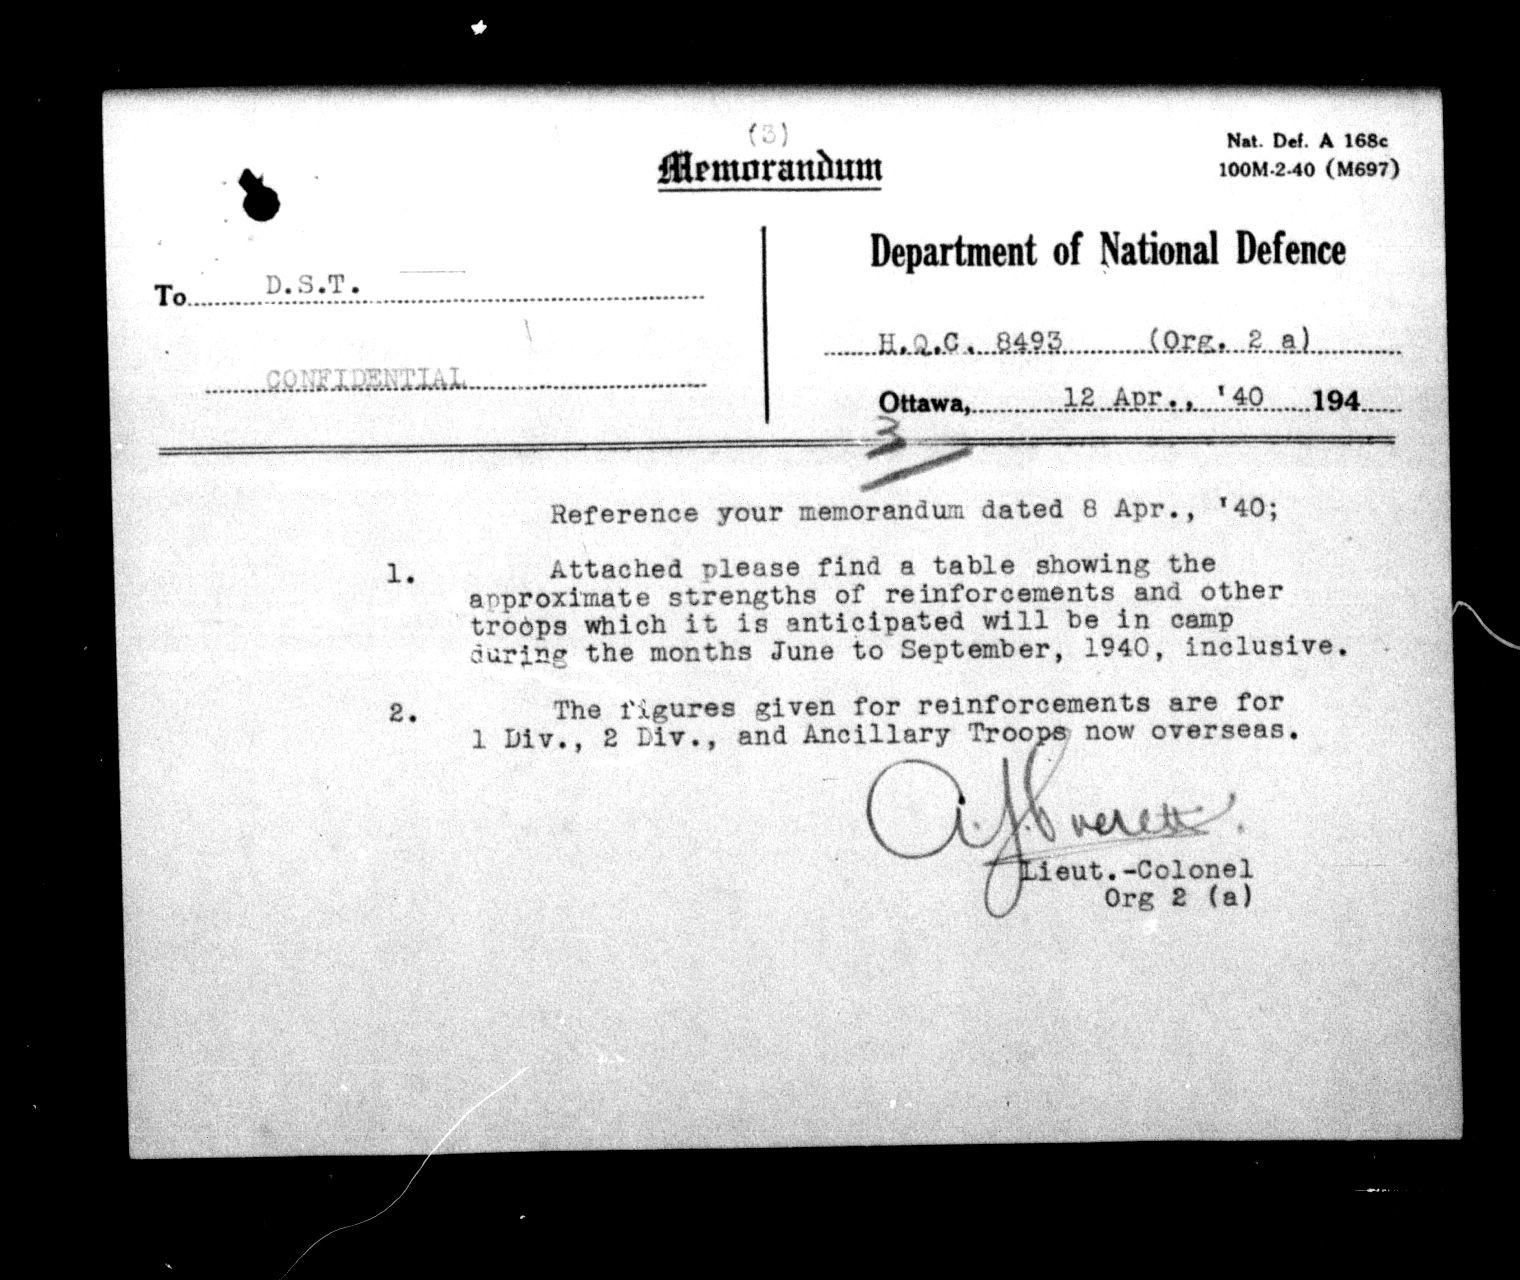 (3)
Memorandum
Nat. Def. A 168c
100M-2-40 (M697)
Department of National Defence
To D.S.T.
H.Q.C. 8493 (Org. 2 a)
CONFIDENTIAL
Ottawa, 12 Apr., '40 194
3
Reference your memorandum dated 8 Apr., '40;
1. Attached please find a table showing the
approximate strengths of reinforcements and other
troops which it is anticipated will be in camp
during the months June to September, 1940, inclusive.
2. The figures given for reinforcements are for
1 Div., 2 Div., and Ancillary Troops now overseas.
A.J. Everett.
Lieut.-Colonel
Org 2 (a)